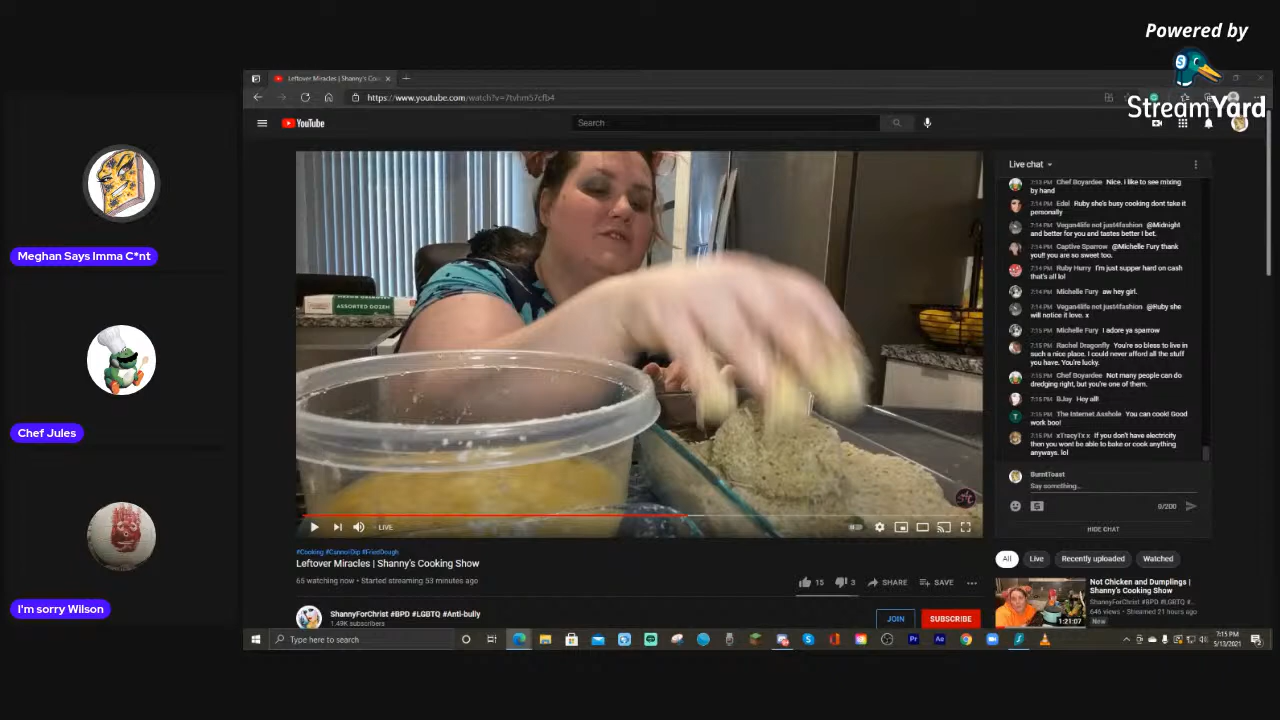 Powered by
StreamYard
Meghan Says Imma C*nt
Chef Jules
I'm sorry Wilson
Leftover Miracles | Shanny's Coo
https://www.youtube.com/watch?v=7tvhm57cfb4
YouTube
Search
ASSORTED DOZEN
LIVE
#Cooking #CannoliDip #FriedDough
Leftover Miracles | Shanny's Cooking Show
65 watching now • Started streaming 53 minutes ago
15
3
SHARE
SAVE
ShannyForChrist #BPD #LGBTQ #Anti-bully
1.49K subscribers
JOIN
SUBSCRIBE
Live chat
7:13 PM Chef Boyardee Nice. I like to see mixing
by hand
7:14 PM Edel Ruby she's busy cooking dont take it
personally
7:14 PM Vegan4life not just4fashion @Midnight
and better for you and tastes better I bet.
7:14 PM Captive Sparrow @Michelle Fury thank
you!! you are so sweet too.
7:14 PM Ruby Hurry I'm just supper hard on cash
that's all lol
7:14 PM Michelle Fury aw hey girl.
7:14 PM Vegan4life not just4fashion @Ruby she
will notice it love. x
7:15 PM Michelle Fury I adore ya sparrow
7:15 PM Rachel Dragonfly You're so bless to live in
such a nice place. I could never afford all the stuff
you have. You're lucky.
7:15 PM Chef Boyardee Not many people can do
dredging right, but you're one of them.
7:15 PM BJay Hey all!
T
7:15 PM The Internet Asshole You can cook! Good
work boo!
7:15 PM xTracyTx x If you don't have electricity
then you wont be able to bake or cook anything
anyways. lol
BurntToast
Say something...
0/200
HIDE CHAT
All
Live
Recently uploaded
Watched
Not Chicken and Dumplings |
Shanny's Cooking Show
ShannyForChrist #BPD #LGBTQ #...
646 views • Streamed 21 hours ago
New
1:21:07
Type here to search
7:15 PM
5/13/2021